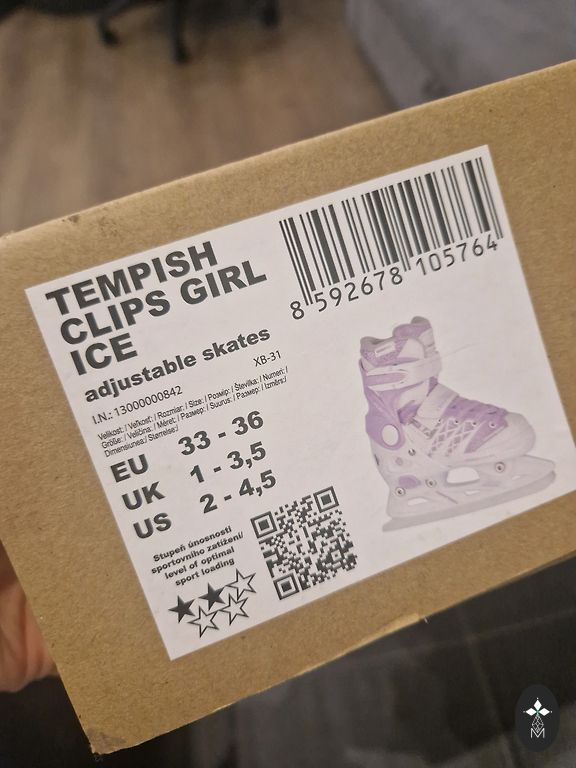 TEMPISH
CLIPS GIRL
ICE
adjustable skates
I.N.: 13000000842
XB-31
Velikost: / Veľkosť: / Rozmiar: / Size: / Розмір: / Številka: / Numeri: /
Größe: / Veličina: / Méret: / Размер: / Suurus: / Размер: / Izmērs:/
Dimensiunea: / Størrelse:/
EU 33 - 36
UK 1 - 3,5
US 2 - 4,5
Stupeň únosnosti
sportovního zatížení/
level of optimal
sport loading
8 592678 105764
M